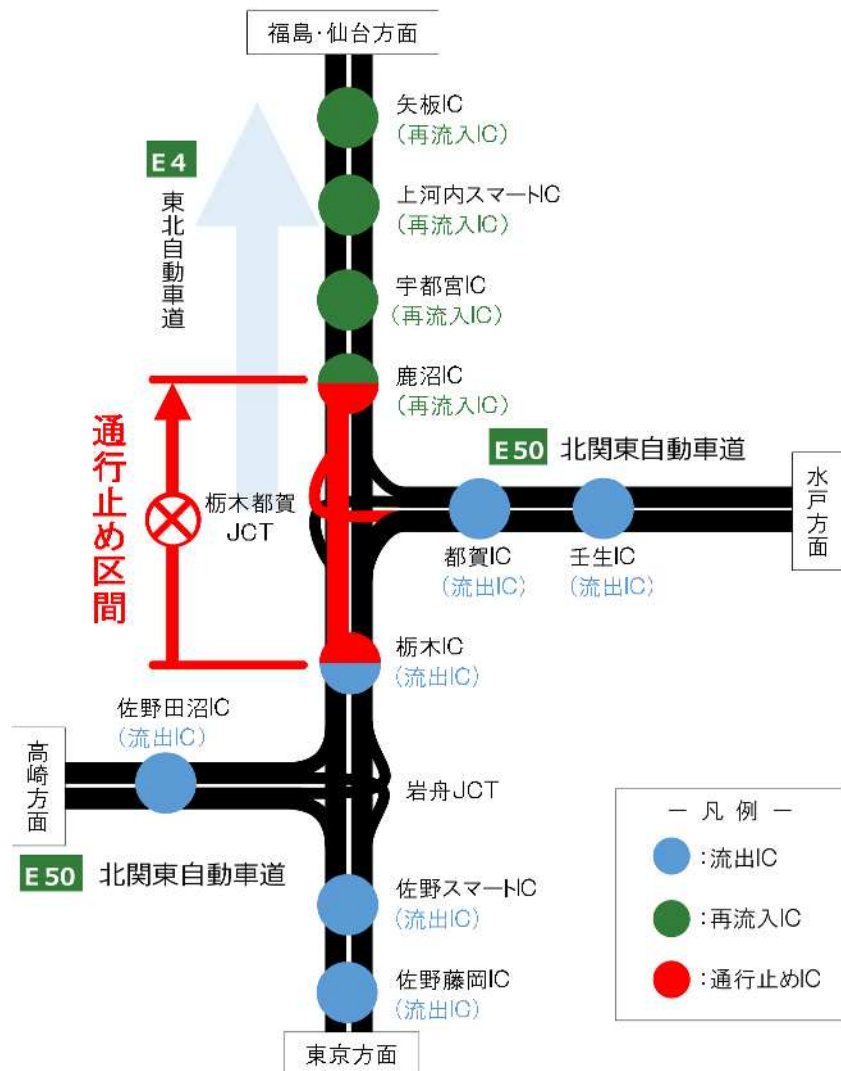 福島・仙台方面
矢板IC
(再流入IC)
E4
東北自動車道
上河内スマートIC
(再流入IC)
宇都宮IC
(再流入IC)
鹿沼IC
(再流入IC)
通行止め区間
E50 北関東自動車道
栃木都賀
JCT
水戸方面
都賀IC
(流出IC)
壬生IC
(流出IC)
栃木IC
(流出IC)
佐野田沼IC
(流出IC)
高崎方面
岩舟JCT
E50 北関東自動車道
佐野スマートIC
(流出IC)
佐野藤岡IC
(流出IC)
東京方面
― 凡 例 ―
:流出IC
:再流入IC
:通行止めIC